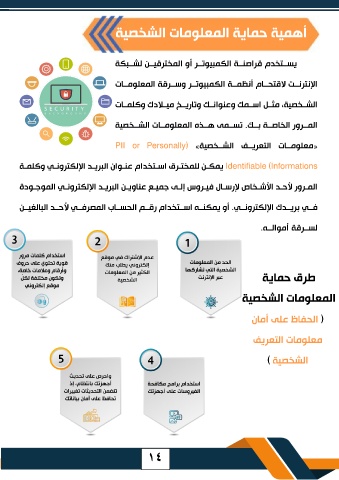 أهمية حماية المعلومات الشخصية
يستخدم قراصنة الكمبيوتر أو المخترقين لشبكة
الإنترنت لاقتحام أنظمة الكمبيوتر وسرقة المعلومات
الشخصية، مثل اسمك وعنوانك وتاريخ ميلادك وكلمات
المرور الخاصة بك. تسمى هذه المعلومات الشخصية
«معلومات التعريف الشخصية» (PII or Personally
Identifiable (Informations يمكن للمخترق استخدام عنوان البريد الإلكتروني وكلمة
المرور لأحد الأشخاص لإرسال فيروس إلى جميع عناوين البريد الإلكتروني الموجودة
في بريدك الإلكتروني. أو يمكنه استخدام رقم الحساب المصرفي لأحد البالغين
لسرقة أمواله.
SECURITY
طرق حماية
المعلومات الشخصية
( الحفاظ على أمان
معلومات التعريف
الشخصية )
1
الحد من المعلومات
الشخصية التي تشاركها
عبر الإنترنت
2
عدم الاشتراك في موقع
إلكتروني يطلب منك
الكثير من المعلومات
الشخصية
3
استخدام كلمات مرور
قوية تحتوي على حروف
وأرقام وعلامات خاصة،
وتكون مختلفة لكل
موقع إلكتروني
4
استخدام برامج مكافحة
الفيروسات على أجهزتك
5
واحرص على تحديث
أجهزتك بانتظام، إذ
تتضمن التحديثات تغييرات
تحافظ على أمان بياناتك
١٤